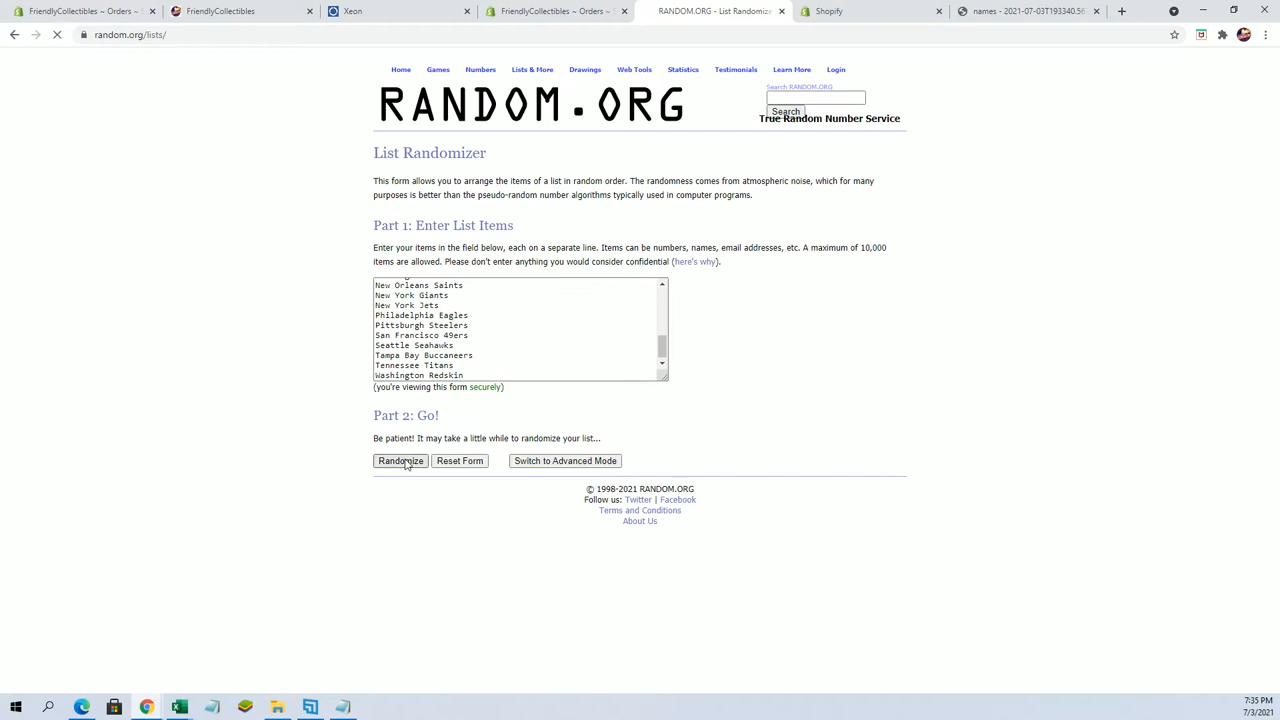 FriendlyCollectibles ~ Orders ~ S
FriendlyCollectibles
Xeon
FriendlyCollectibles ~ Orders ~ S
RANDOM.ORG - List Randomizer
Shopify
names - 2021-07-03T193340.56
random.org/lists/
Home Games Numbers Lists & More Drawings Web Tools Statistics Testimonials Learn More Login
RANDOM.ORG
Search RANDOM.ORG
Search
True Random Number Service
List Randomizer
This form allows you to arrange the items of a list in random order. The randomness comes from atmospheric noise, which for many
purposes is better than the pseudo-random number algorithms typically used in computer programs.
Part 1: Enter List Items
Enter your items in the field below, each on a separate line. Items can be numbers, names, email addresses, etc. A maximum of 10,000
items are allowed. Please don't enter anything you would consider confidential (here's why).
New Orleans Saints
New York Giants
New York Jets
Philadelphia Eagles
Pittsburgh Steelers
San Francisco 49ers
Seattle Seahawks
Tampa Bay Buccaneers
Tennessee Titans
Washington Redskin
(you're viewing this form securely)
Part 2: Go!
Be patient! It may take a little while to randomize your list...
Randomize Reset Form Switch to Advanced Mode
© 1998-2021 RANDOM.ORG
Follow us: Twitter | Facebook
Terms and Conditions
About Us
7:35 PM
7/3/2021